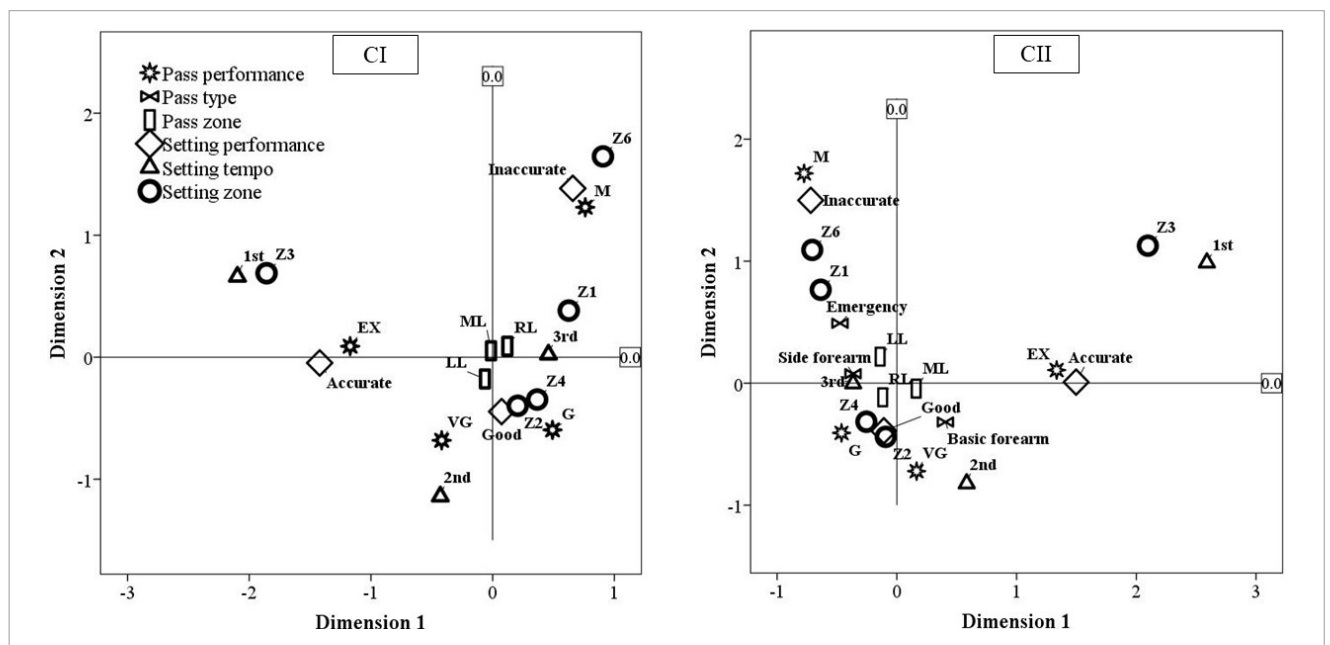 CI
0.0
Pass performance
Pass type
Pass zone
Setting performance
Setting tempo
Setting zone
Z6
Inaccurate
M
1st
Z3
Z1
EX
ML
RL
3rd
Accurate
LL
Z4
VG
Good
Z2
G
2nd
0.0
2
1
0
-1
Dimension 2
-3
-2
-1
0
1
Dimension 1
CII
0.0
M
Inaccurate
Z6
Z1
Z3
1st
Emergency
LL
Side forearm
EX
Accurate
3rd
RL
ML
Z4
Good
G
Z2
VG
Basic forearm
2nd
0.0
2
1
0
-1
Dimension 2
-1
0
1
2
3
Dimension 1